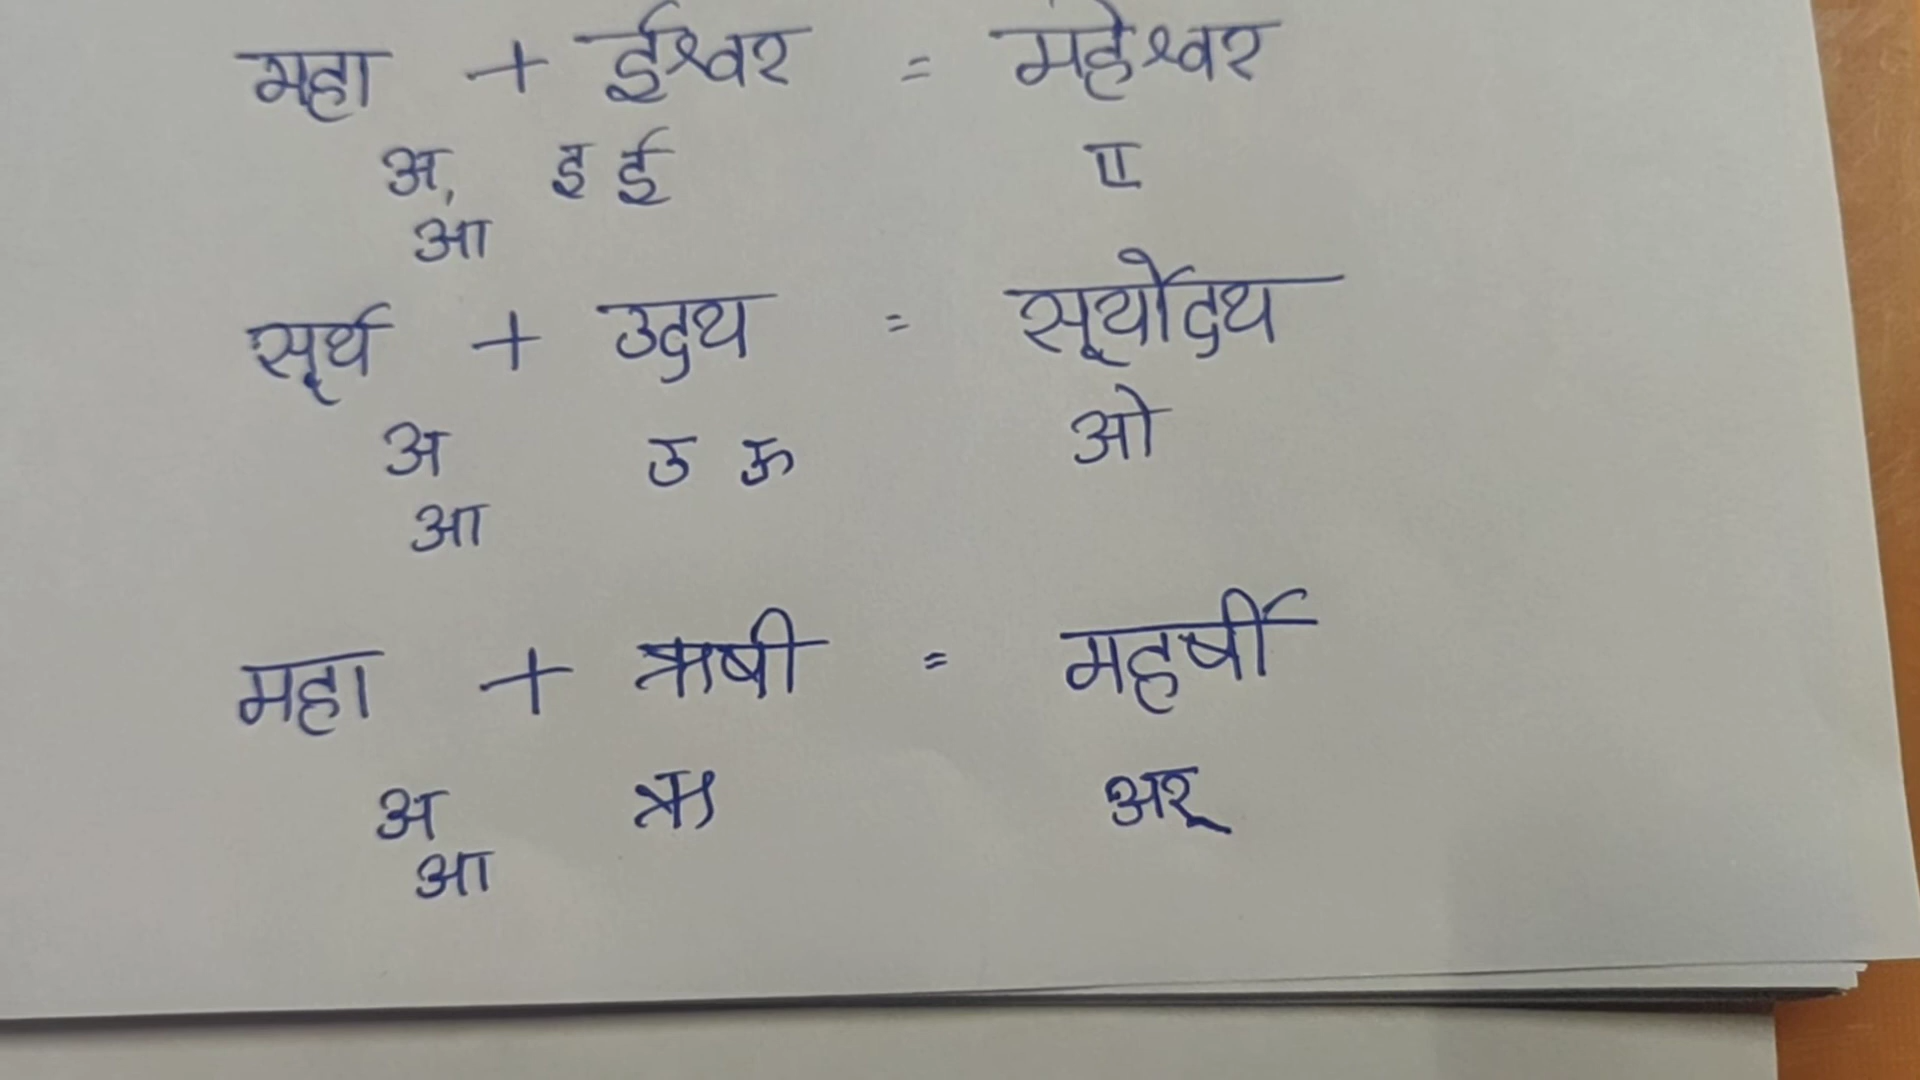 महा + ईश्वर = महेश्वर
अ, इ ई ए
आ
सूर्य + उदय = सूर्योदय
अ उ ऊ ओ
आ
महा + ऋषी = महर्षी
अ ऋ अर्
आ